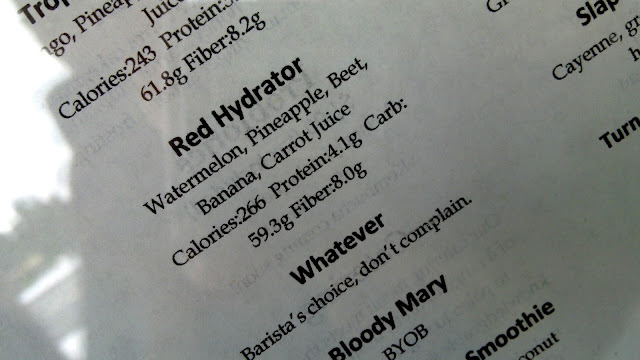 Juice
Calories:243 Protein:
61.8g Fiber:8.2g
Red Hydrator
Watermelon, Pineapple, Beet,
Banana, Carrot Juice
Calories:266 Protein:4.1g Carb:
59.3g Fiber:8.0g
Whatever
Barista's choice, don't complain.
Bloody Mary
BYOB
Smoothie
Slap
Cayenne,
Turn